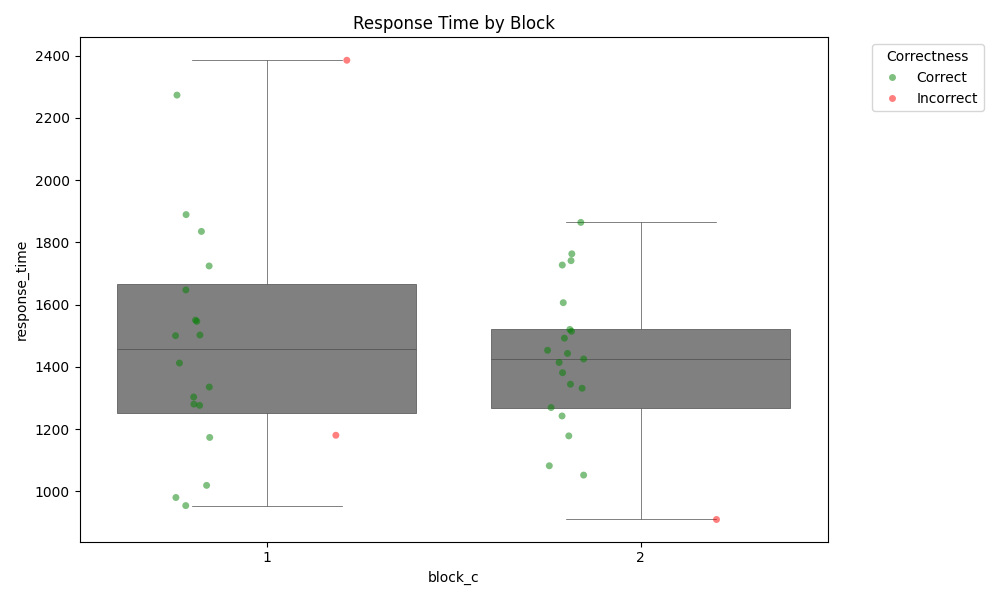 Response Time by Block
Correctness
Correct
Incorrect
response_time
2400
2200
2000
1800
1600
1400
1200
1000
1
2
block_c